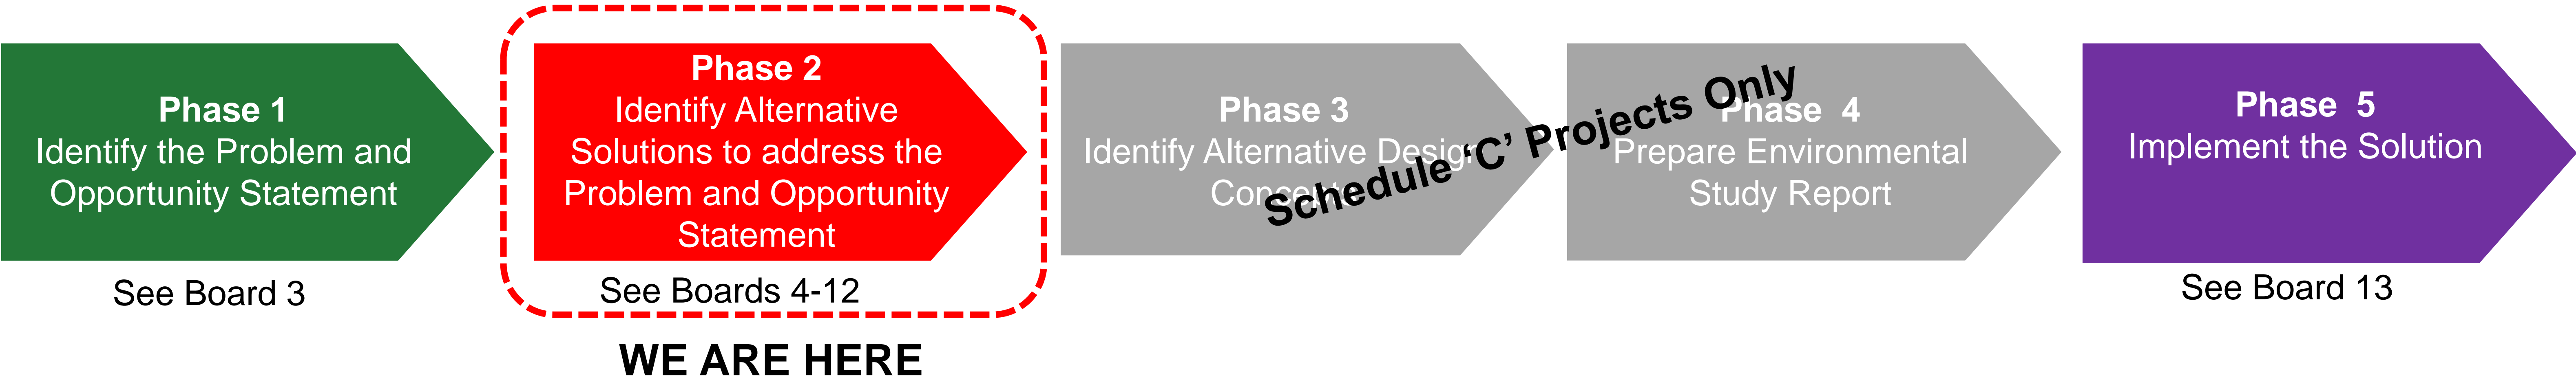 Phase 1
Identify the Problem and
Opportunity Statement
See Board 3
Phase 2
Identify Alternative
Solutions to address the
Problem and Opportunity
Statement
See Boards 4-12
WE ARE HERE
Phase 3
Identify Alternative Design
Concepts
Schedule ‘C’ Projects Only
Phase  4
Prepare Environmental
Study Report
Phase  5
Implement the Solution
See Board 13